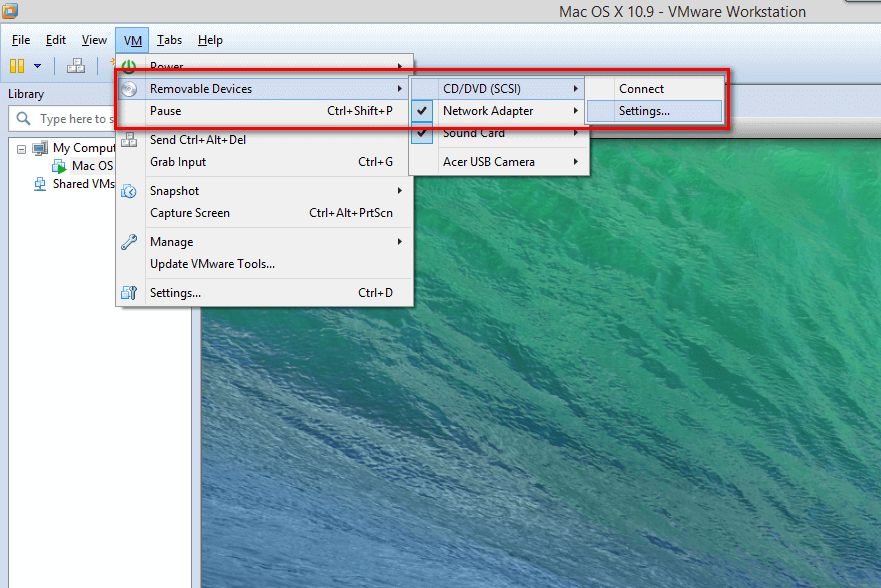 Mac OS X 10.9 - VMware Workstation
File Edit View VM Tabs Help
Library
Type here to s
My Comput
Mac OS
Shared VMs
Power
Removable Devices
Pause Ctrl+Shift+P
Send Ctrl+Alt+Del
Grab Input Ctrl+G
Snapshot
Capture Screen Ctrl+Alt+PrtScn
Manage
Update VMware Tools...
Settings... Ctrl+D
CD/DVD (SCSI)
Network Adapter
Sound Card
Acer USB Camera
Connect
Settings...